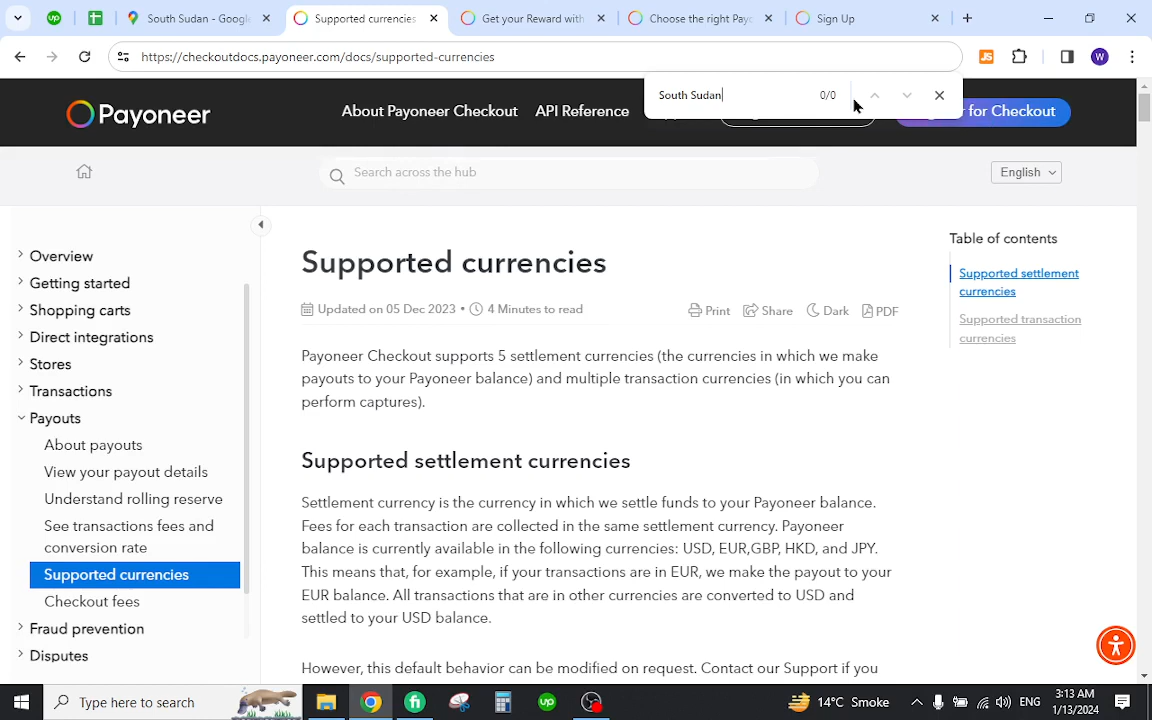 South Sudan - Google
Supported currencies
Get your Reward with
Choose the right Payo
Sign Up
https://checkoutdocs.payoneer.com/docs/supported-currencies
JS
W
South Sudan
0/0
Payoneer
About Payoneer Checkout
API Reference
for Checkout
Search across the hub
English
Overview
Getting started
Shopping carts
Direct integrations
Stores
Transactions
Payouts
About payouts
View your payout details
Understand rolling reserve
See transactions fees and
conversion rate
Supported currencies
Checkout fees
Fraud prevention
Disputes
Supported currencies
Updated on 05 Dec 2023 • 4 Minutes to read
Print
Share
Dark
PDF
Payoneer Checkout supports 5 settlement currencies (the currencies in which we make
payouts to your Payoneer balance) and multiple transaction currencies (in which you can
perform captures).
Supported settlement currencies
Settlement currency is the currency in which we settle funds to your Payoneer balance.
Fees for each transaction are collected in the same settlement currency. Payoneer
balance is currently available in the following currencies: USD, EUR,GBP, HKD, and JPY.
This means that, for example, if your transactions are in EUR, we make the payout to your
EUR balance. All transactions that are in other currencies are converted to USD and
settled to your USD balance.
However, this default behavior can be modified on request. Contact our Support if you
Table of contents
Supported settlement
currencies
Supported transaction
currencies
Type here to search
14°C Smoke
ENG
3:13 AM
1/13/2024